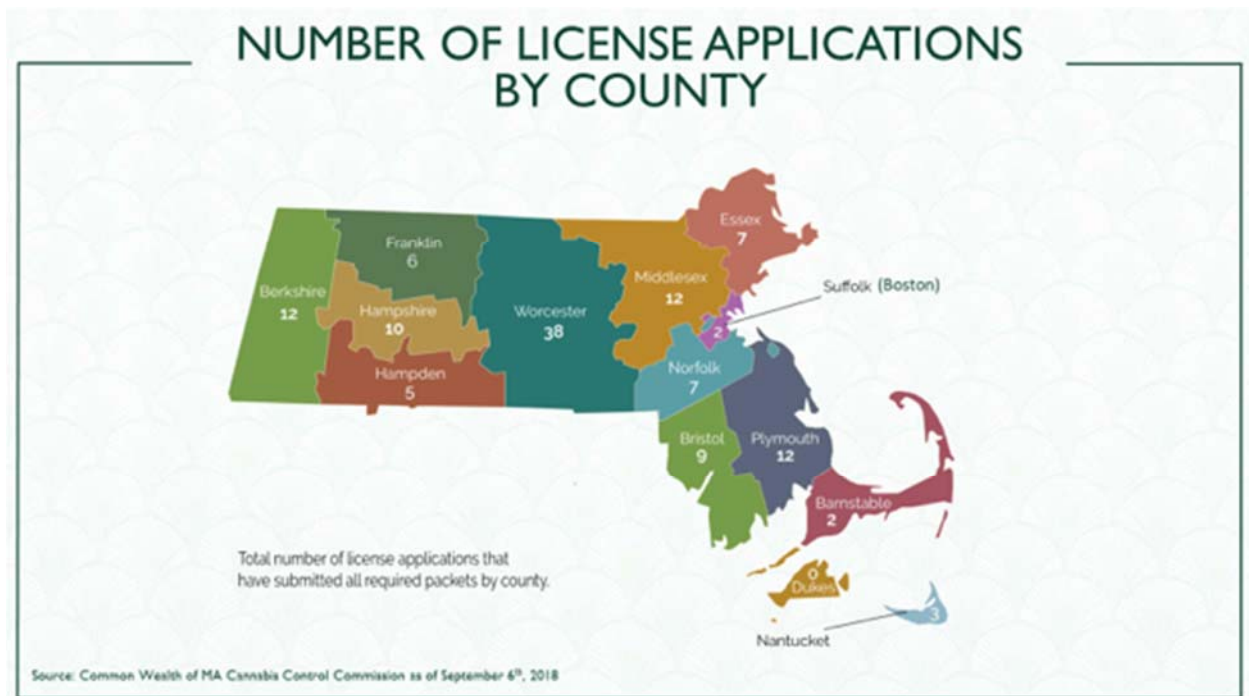 NUMBER OF LICENSE APPLICATIONS
BY COUNTY
Essex
7
Franklin
6
Middlesex
12
Suffolk (Boston)
2
Berkshire
12
Hampshire
10
Worcester
38
Norfolk
7
Hampden
5
Bristol
9
Plymouth
12
Barnstable
2
0
Dukes
3
Nantucket
Total number of license applications that
have submitted all required packets by county.
Source: Common Wealth of MA Cannabis Control Commission as of September 6th, 2018